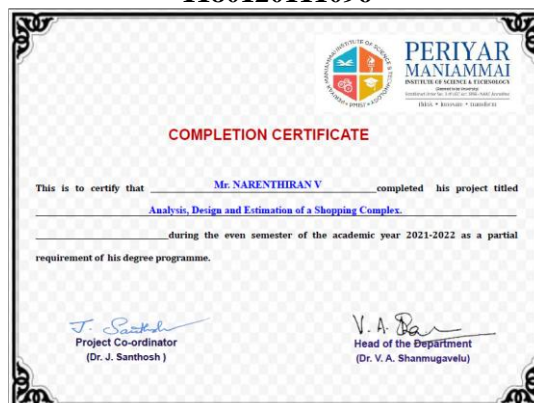 PERIYAR
MANIAMMAI
INSTITUTE OF SCIENCE & TECHNOLOGY
think • innovate • transform
COMPLETION CERTIFICATE
This is to certify that Mr. NARENTHIRAN V completed his project titled
Analysis, Design and Estimation of a Shopping Complex.
during the even semester of the academic year 2021-2022 as a partial
requirement of his degree programme.
J. Santhosh
V. A.
Project Co-ordinator
Head of the Department
(Dr. J. Santhosh )
(Dr. V. A. Shanmugavelu)